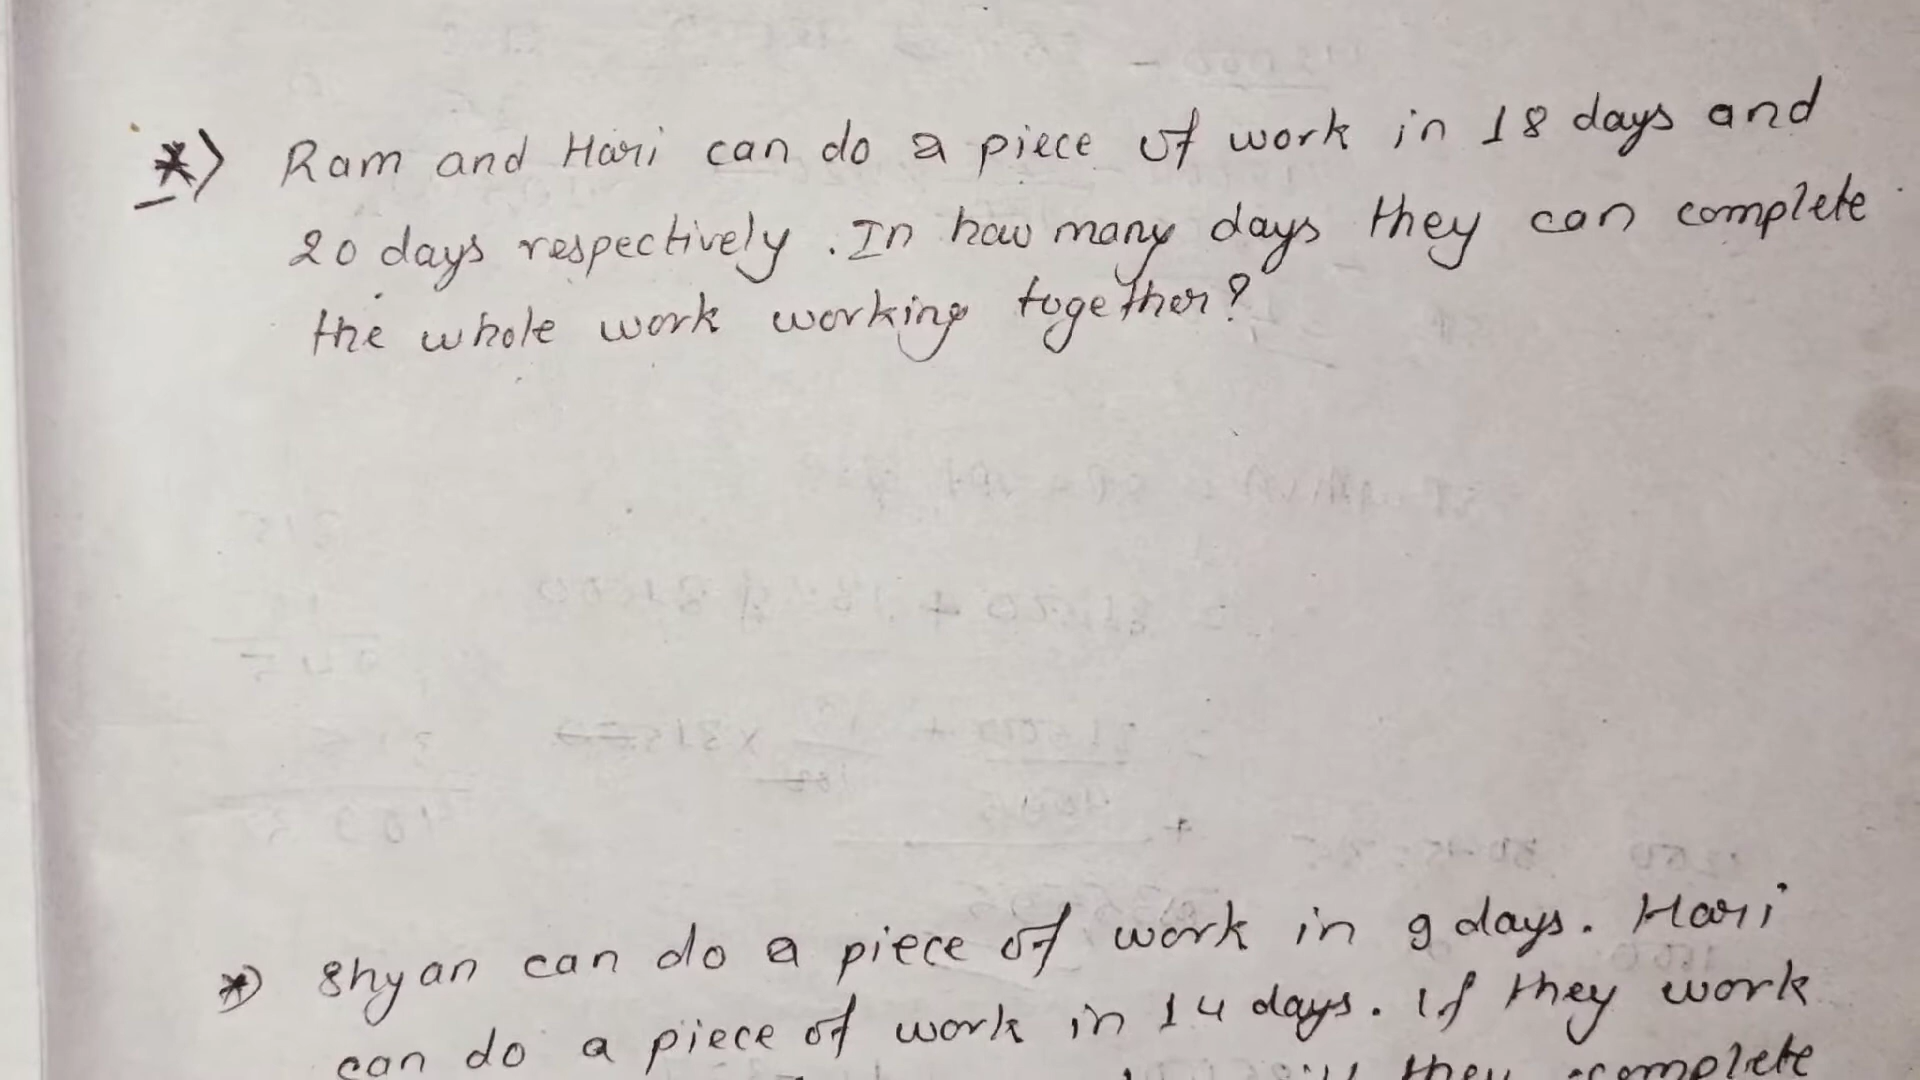 *) Ram and Hari can do a piece of work in 18 days and
20 days respectively. In how many days they can complete
the whole work working together?
*) Shyan can do a piece of work in 9 days. Hari
can do a piece of work in 14 days. If they work
they complete